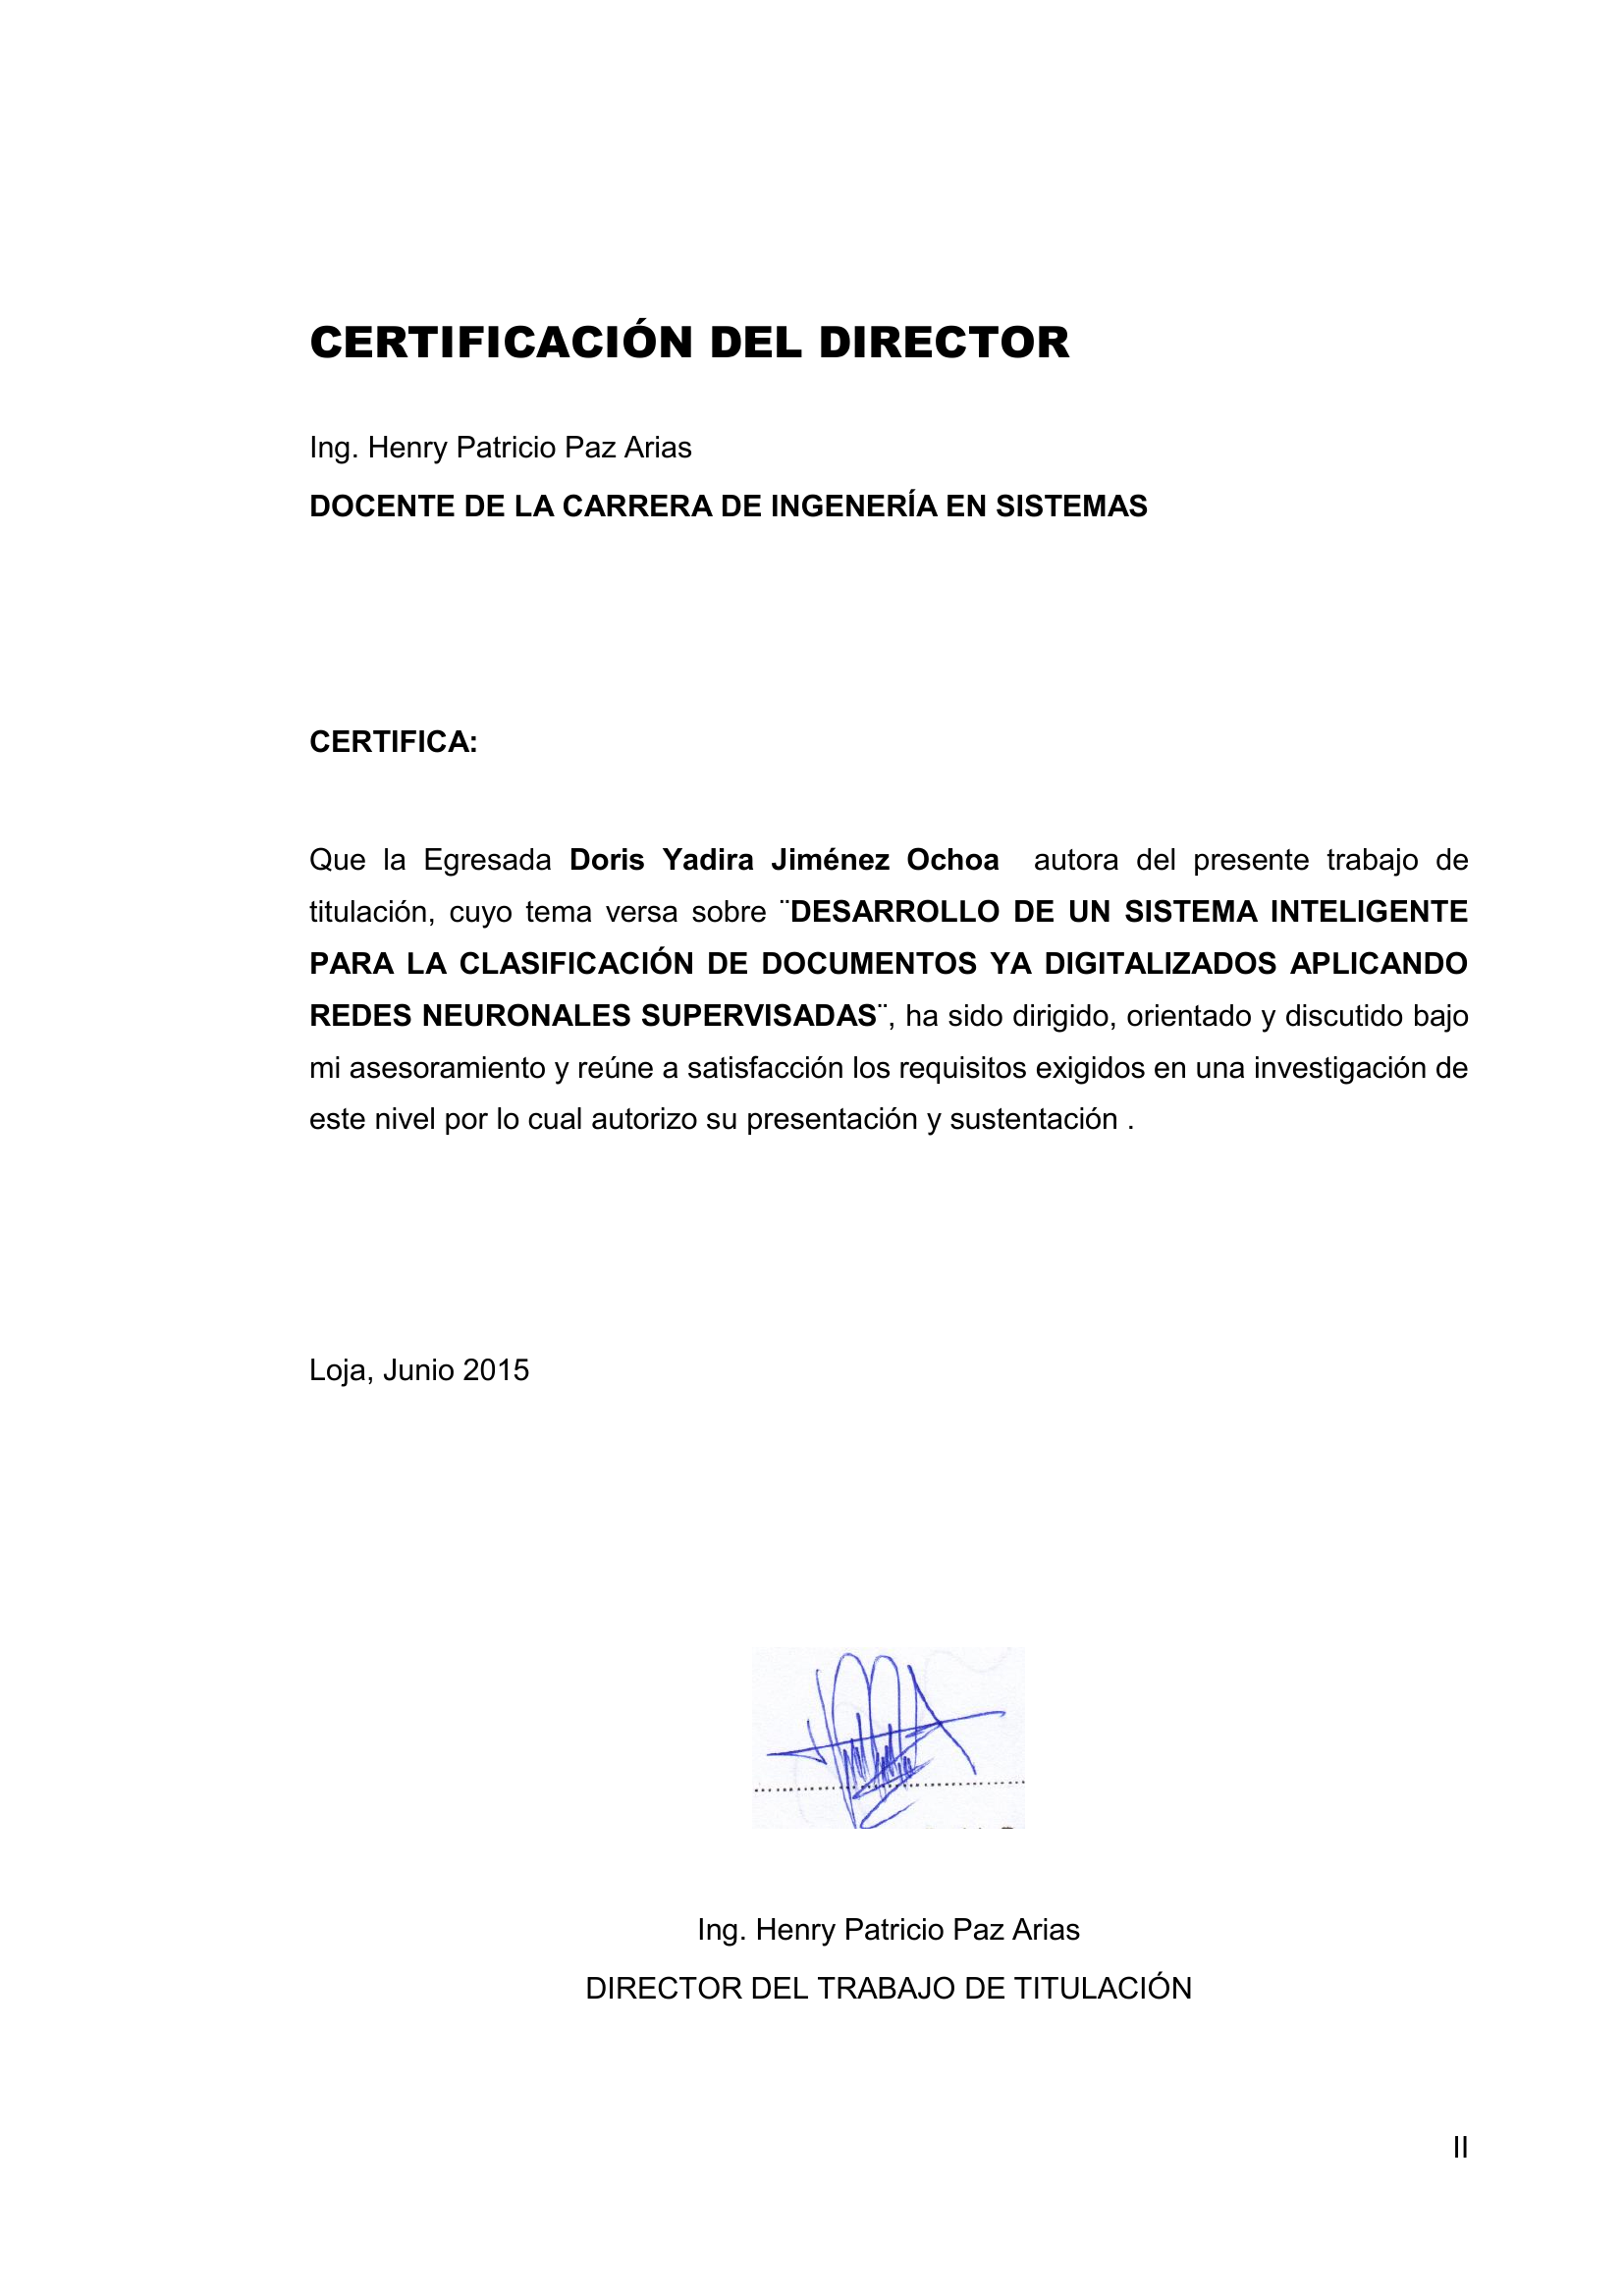 CERTIFICACIÓN DEL DIRECTOR
Ing. Henry Patricio Paz Arias
DOCENTE DE LA CARRERA DE INGENERÍA EN SISTEMAS
CERTIFICA:
Que la Egresada Doris Yadira Jiménez Ochoa autora del presente trabajo de
titulación, cuyo tema versa sobre ¨DESARROLLO DE UN SISTEMA INTELIGENTE
PARA LA CLASIFICACIÓN DE DOCUMENTOS YA DIGITALIZADOS APLICANDO
REDES NEURONALES SUPERVISADAS¨, ha sido dirigido, orientado y discutido bajo
mi asesoramiento y reúne a satisfacción los requisitos exigidos en una investigación de
este nivel por lo cual autorizo su presentación y sustentación .
Loja, Junio 2015
Ing. Henry Patricio Paz Arias
DIRECTOR DEL TRABAJO DE TITULACIÓN
II